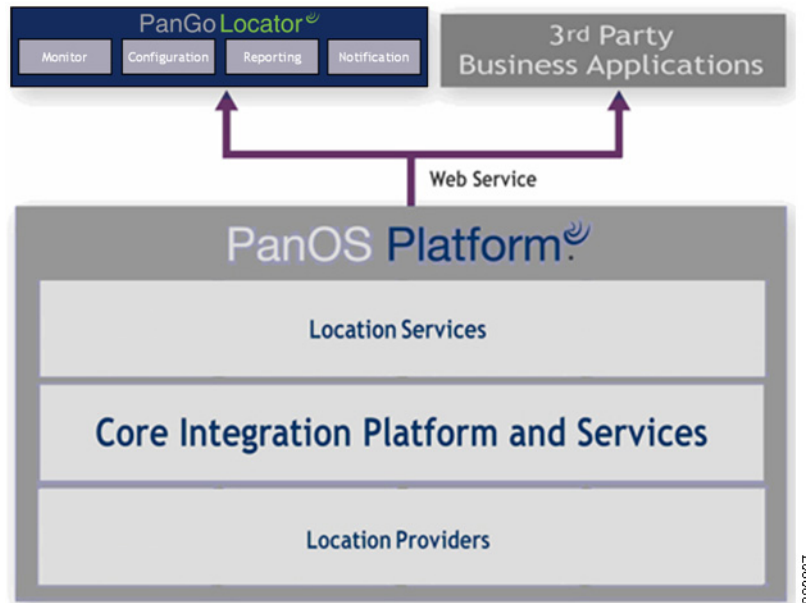 PanGo Locator
Monitor
Configuration
Reporting
Notification
3rd Party
Business Applications
Web Service
PanOS Platform
Location Services
Core Integration Platform and Services
Location Providers